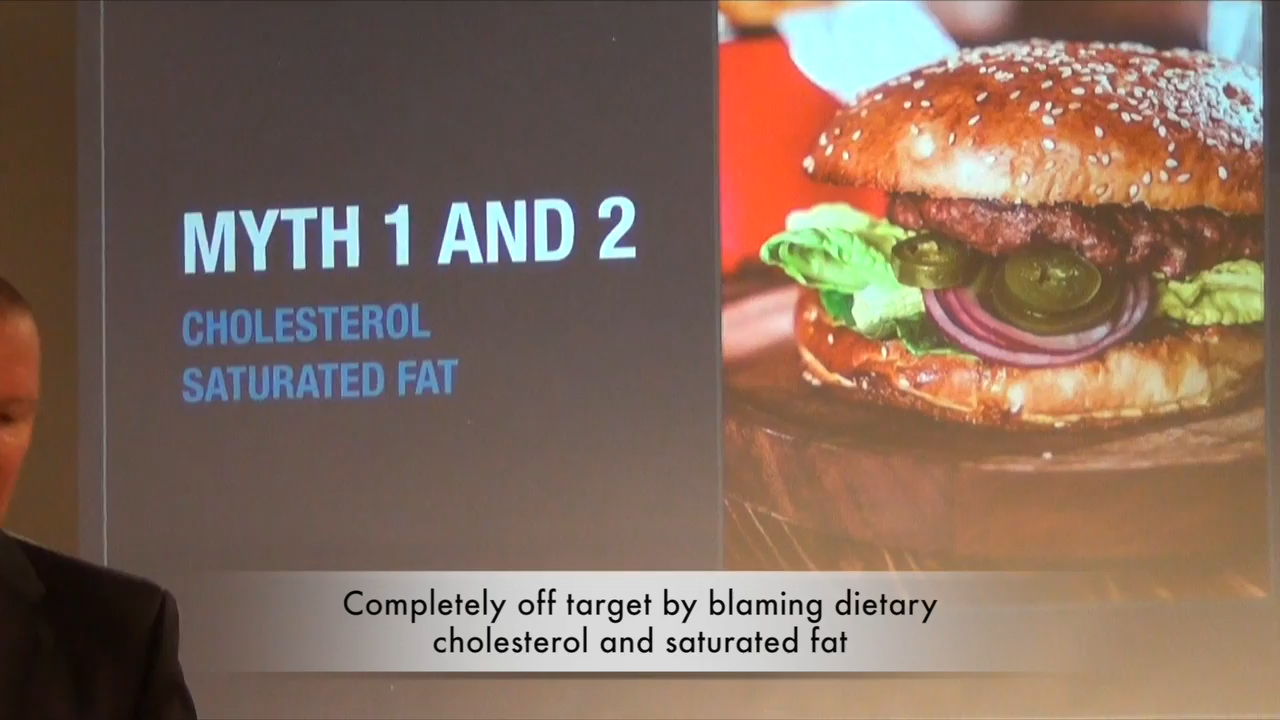 MYTH 1 AND 2
CHOLESTEROL
SATURATED FAT
Completely off target by blaming dietary
cholesterol and saturated fat